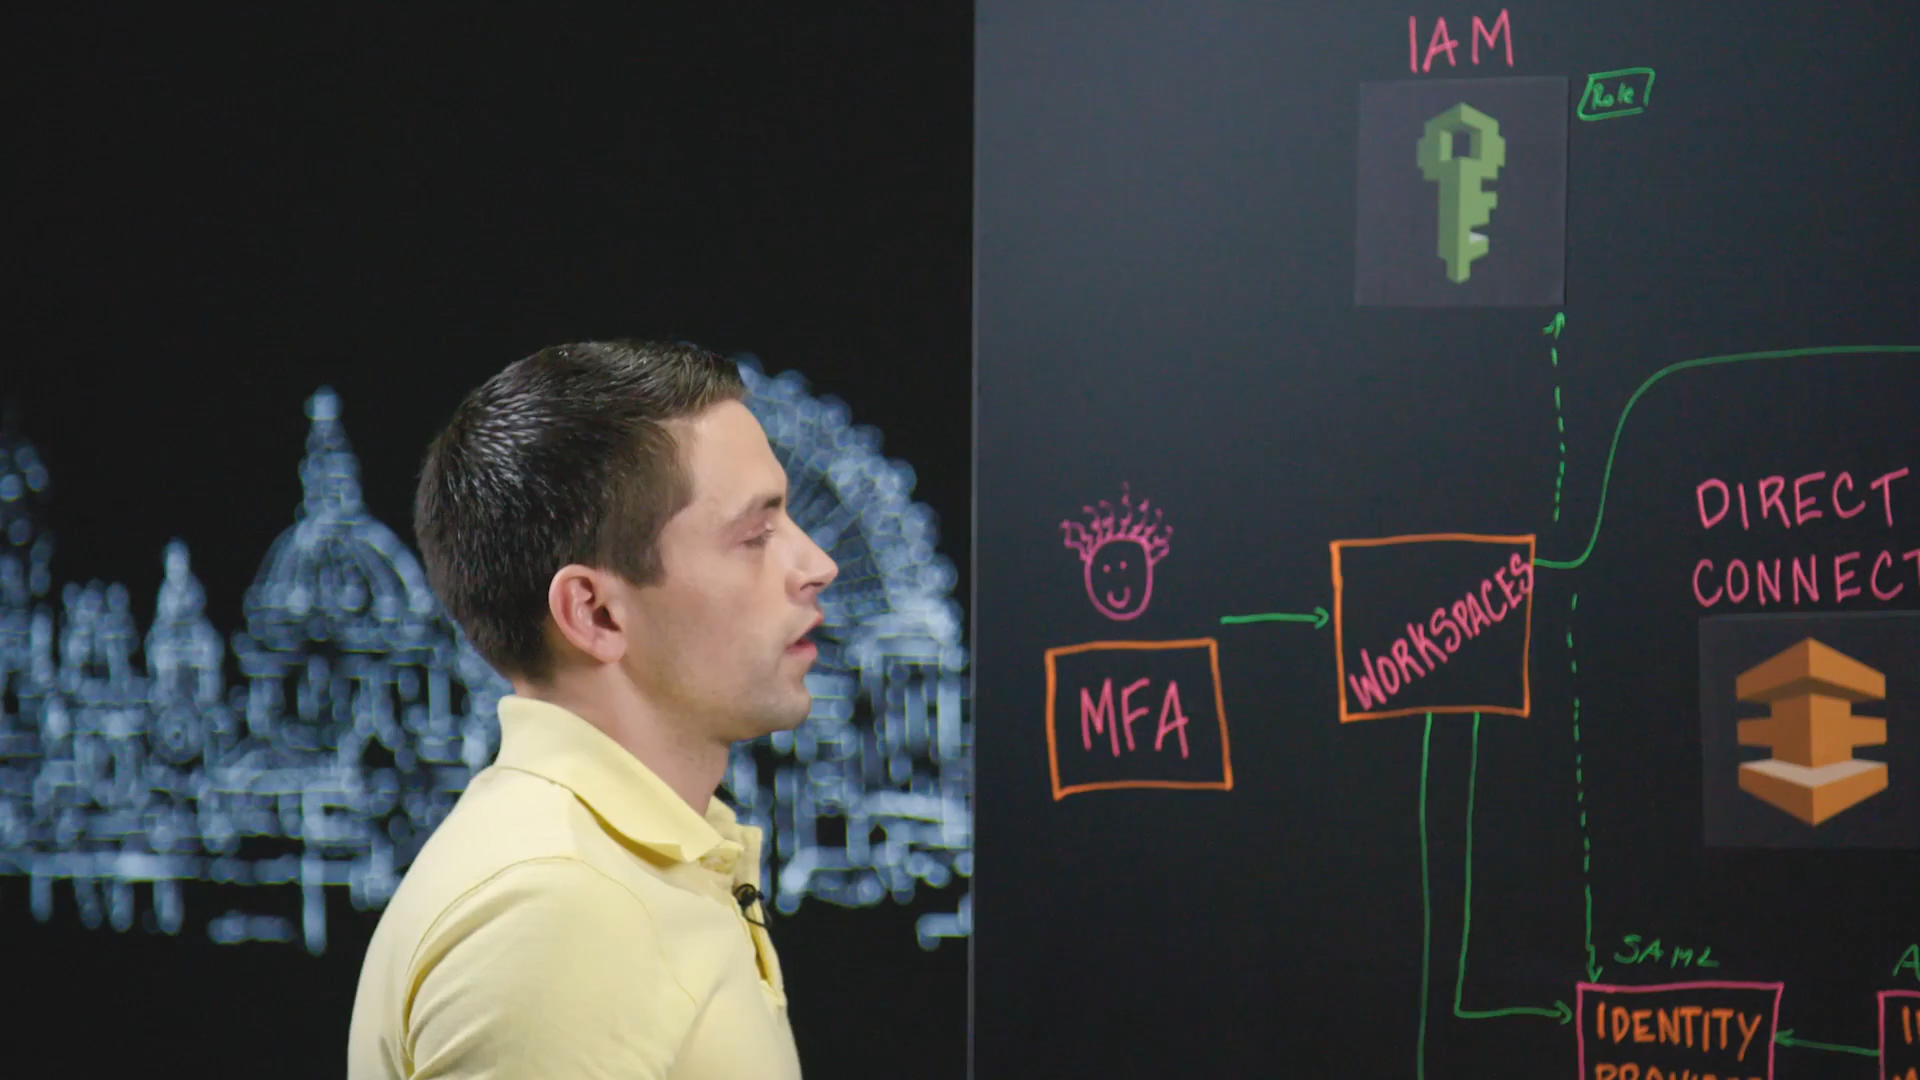 IAM
Role
DIRECT
CONNECT
WORKSPACES
MFA
SAML
IDENTITY